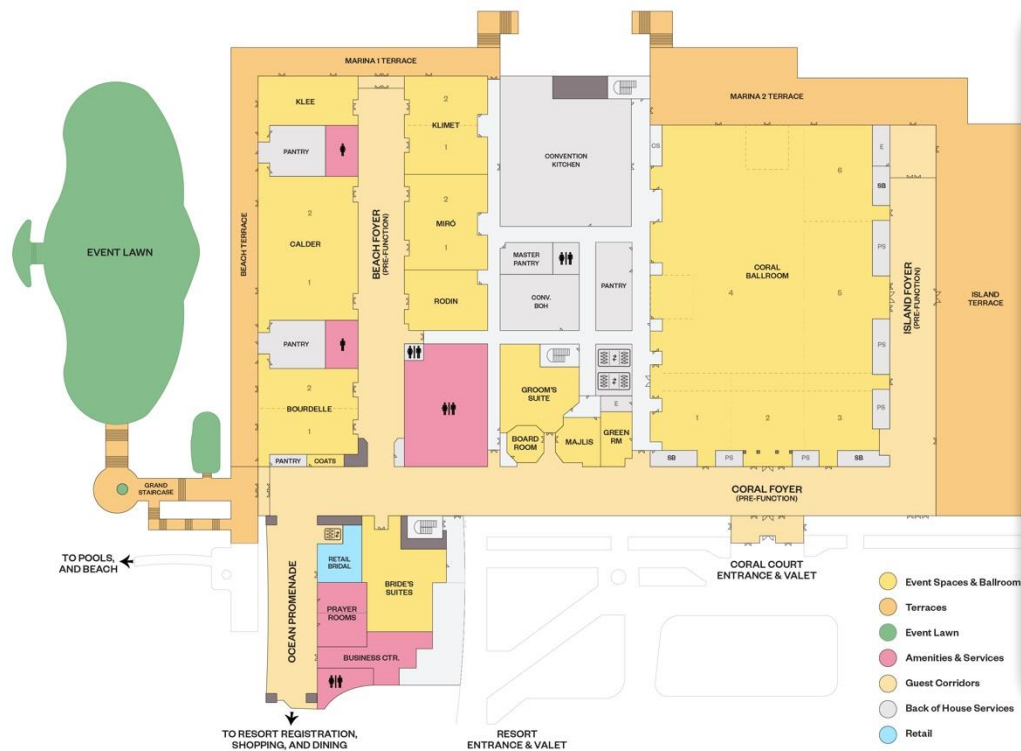 MARINA 1 TERRACE
MARINA 2 TERRACE
KLEE
2
KLIMET
1
PANTRY
CONVENTION
KITCHEN
OS
E
6
SB
2
CALDER
1
2
MIRÓ
1
BEACH TERRACE
BEACH FOYER
(PRE-FUNCTION)
EVENT LAWN
MASTER
PANTRY
CONV.
BOH
PANTRY
RODIN
PS
CORAL
BALLROOM
4
5
ISLAND FOYER
(PRE-FUNCTION)
ISLAND
TERRACE
PANTRY
PS
2
BOURDELLE
1
GROOM'S
SUITE
E
BOARD
ROOM
MAJLIS
GREEN
RM
1
2
3
PS
PANTRY
COATS
SB
PS
PS
SB
GRAND
STAIRCASE
CORAL FOYER
(PRE-FUNCTION)
TO POOLS,
AND BEACH
RETAIL
BRIDAL
BRIDE'S
SUITES
PRAYER
ROOMS
OCEAN PROMENADE
BUSINESS CTR.
CORAL COURT
ENTRANCE & VALET
TO RESORT REGISTRATION,
SHOPPING, AND DINING
RESORT
ENTRANCE & VALET
Event Spaces & Ballroom
Terraces
Event Lawn
Amenities & Services
Guest Corridors
Back of House Services
Retail